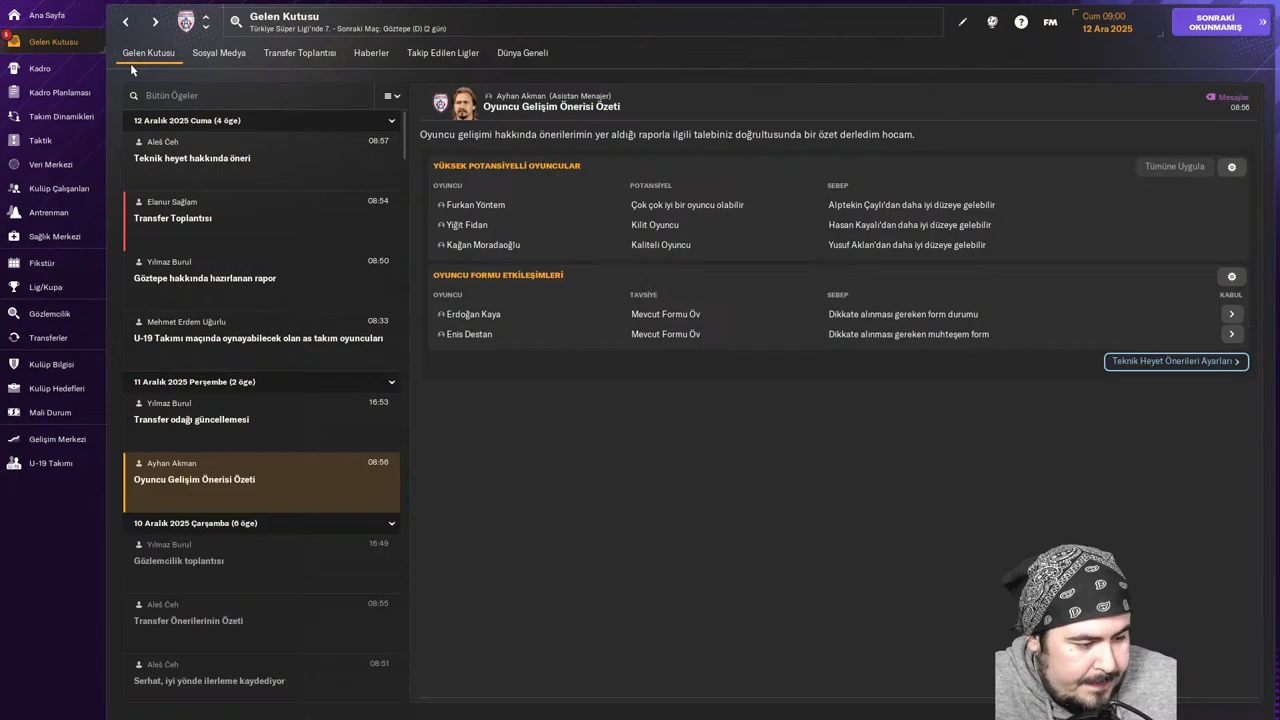 Ana Sayfa
6
Gelen Kutusu
Kadro
Kadro Planlaması
Takım Dinamikleri
Taktik
Veri Merkezi
Kulüp Çalışanları
Antrenman
Sağlık Merkezi
Fikstür
Lig/Kupa
Gözlemcilik
Transferler
Kulüp Bilgisi
Kulüp Hedefleri
Mali Durum
Gelişim Merkezi
U-19 Takımı
Gelen Kutusu
Türkiye Süper Ligi'nde 7. - Sonraki Maç: Göztepe (D) (2 gün)
FM
Cum 09:00
12 Ara 2025
SONRAKİ
OKUNMAMIŞ
Gelen Kutusu Sosyal Medya Transfer Toplantısı Haberler Takip Edilen Ligler Dünya Geneli
Bütün Ögeler
12 Aralık 2025 Cuma (4 öge)
Aleš Čeh 08:57
Teknik heyet hakkında öneri
Elanur Sağlam 08:54
Transfer Toplantısı
Yılmaz Burul 08:50
Göztepe hakkında hazırlanan rapor
Mehmet Erdem Uğurlu 08:33
U-19 Takımı maçında oynayabilecek olan as takım oyuncuları
11 Aralık 2025 Perşembe (2 öge)
Yılmaz Burul 16:53
Transfer odağı güncellemesi
Ayhan Akman 08:56
Oyuncu Gelişim Önerisi Özeti
10 Aralık 2025 Çarşamba (6 öge)
Yılmaz Burul 16:49
Gözlemcilik toplantısı
Aleš Čeh 08:55
Transfer Önerilerinin Özeti
Aleš Čeh 08:51
Serhat, iyi yönde ilerleme kaydediyor
Ayhan Akman (Asistan Menajer)
Oyuncu Gelişim Önerisi Özeti
Mesajlar
08:56
Oyuncu gelişimi hakkında önerilerimin yer aldığı raporla ilgili talebiniz doğrultusunda bir özet derledim hocam.
YÜKSEK POTANSİYELLİ OYUNCULAR Tümüne Uygula
OYUNCU POTANSİYEL SEBEP
Furkan Yöntem Çok çok iyi bir oyuncu olabilir Alptekin Çaylı'dan daha iyi düzeye gelebilir
Yiğit Fidan Kilit Oyuncu Hasan Kayalı'dan daha iyi düzeye gelebilir
Kağan Moradaoğlu Kaliteli Oyuncu Yusuf Aklan'dan daha iyi düzeye gelebilir
OYUNCU FORMU ETKİLEŞİMLERİ
OYUNCU TAVSİYE SEBEP KABUL
Erdoğan Kaya Mevcut Formu Öv Dikkate alınması gereken form durumu
Enis Destan Mevcut Formu Öv Dikkate alınması gereken muhteşem form
Teknik Heyet Önerileri Ayarları